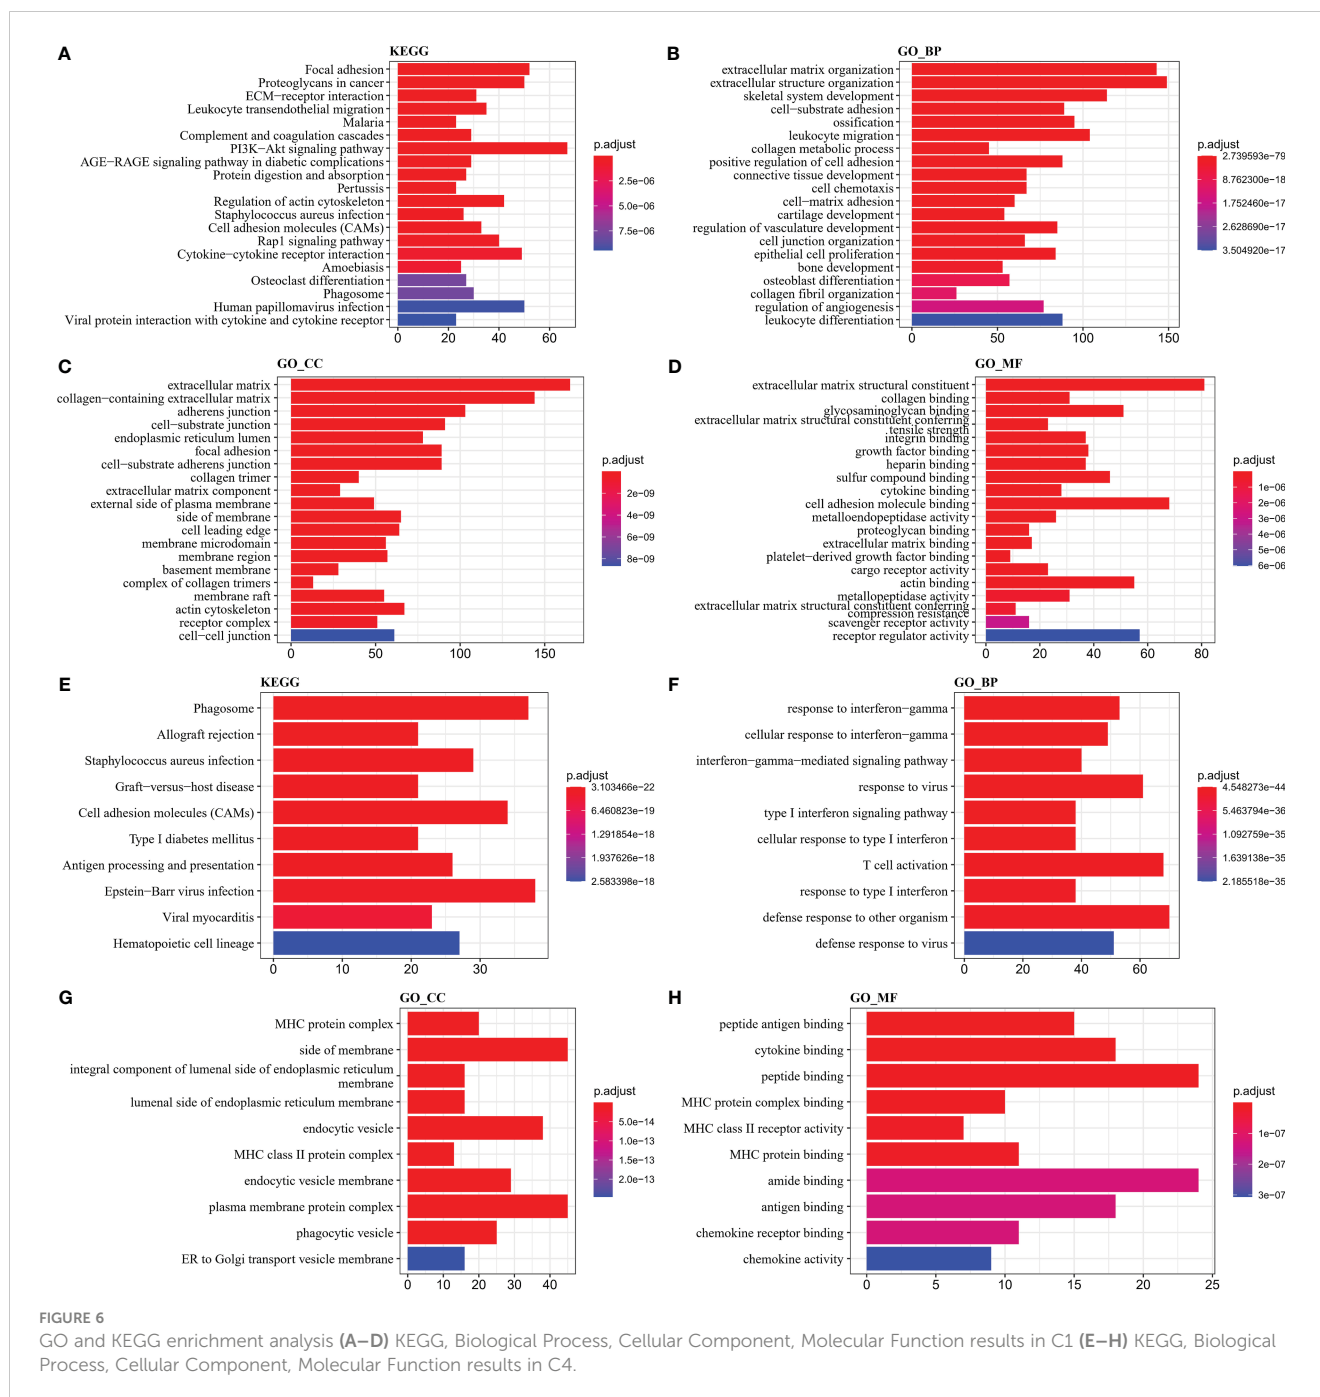 A
KEGG
Focal adhesion
Proteoglycans in cancer
ECM−receptor interaction
Leukocyte transendothelial migration
Malaria
Complement and coagulation cascades
PI3K−Akt signaling pathway
AGE−RAGE signaling pathway in diabetic complications
Protein digestion and absorption
Pertussis
Regulation of actin cytoskeleton
Staphylococcus aureus infection
Cell adhesion molecules (CAMs)
Rap1 signaling pathway
Cytokine−cytokine receptor interaction
Amoebiasis
Osteoclast differentiation
Phagosome
Human papillomavirus infection
Viral protein interaction with cytokine and cytokine receptor
0 20 40 60
p.adjust
2.5e−06
5.0e−06
7.5e−06
B
GO_BP
extracellular matrix organization
extracellular structure organization
skeletal system development
cell−substrate adhesion
ossification
leukocyte migration
collagen metabolic process
positive regulation of cell adhesion
connective tissue development
cell chemotaxis
cell−matrix adhesion
cartilage development
regulation of vasculature development
cell junction organization
epithelial cell proliferation
bone development
osteoblast differentiation
collagen fibril organization
regulation of angiogenesis
leukocyte differentiation
0 50 100 150
p.adjust
2.739593e−79
8.762300e−18
1.752460e−17
2.628690e−17
3.504920e−17
C
GO_CC
extracellular matrix
collagen−containing extracellular matrix
adherens junction
cell−substrate junction
endoplasmic reticulum lumen
focal adhesion
cell−substrate adherens junction
collagen trimer
extracellular matrix component
external side of plasma membrane
side of membrane
cell leading edge
membrane microdomain
membrane region
basement membrane
complex of collagen trimers
membrane raft
actin cytoskeleton
receptor complex
cell−cell junction
0 50 100 150
p.adjust
2e−09
4e−09
6e−09
8e−09
D
GO_MF
extracellular matrix structural constituent
collagen binding
glycosaminoglycan binding
extracellular matrix structural constituent conferring
tensile strength
integrin binding
growth factor binding
heparin binding
sulfur compound binding
cytokine binding
cell adhesion molecule binding
metalloendopeptidase activity
proteoglycan binding
extracellular matrix binding
platelet−derived growth factor binding
cargo receptor activity
actin binding
metallopeptidase activity
extracellular matrix structural constituent conferring
compression resistance
scavenger receptor activity
receptor regulator activity
0 20 40 60 80
p.adjust
1e−06
2e−06
3e−06
4e−06
5e−06
6e−06
E
KEGG
Phagosome
Allograft rejection
Staphylococcus aureus infection
Graft−versus−host disease
Cell adhesion molecules (CAMs)
Type I diabetes mellitus
Antigen processing and presentation
Epstein−Barr virus infection
Viral myocarditis
Hematopoietic cell lineage
0 10 20 30
p.adjust
3.103466e−22
6.460823e−19
1.291854e−18
1.937626e−18
2.583398e−18
F
GO_BP
response to interferon−gamma
cellular response to interferon−gamma
interferon−gamma−mediated signaling pathway
response to virus
type I interferon signaling pathway
cellular response to type I interferon
T cell activation
response to type I interferon
defense response to other organism
defense response to virus
0 20 40 60
p.adjust
4.548273e−44
5.463794e−36
1.092759e−35
1.639138e−35
2.185518e−35
G
GO_CC
MHC protein complex
side of membrane
integral component of lumenal side of endoplasmic reticulum
membrane
lumenal side of endoplasmic reticulum membrane
endocytic vesicle
MHC class II protein complex
endocytic vesicle membrane
plasma membrane protein complex
phagocytic vesicle
ER to Golgi transport vesicle membrane
0 10 20 30 40
p.adjust
5.0e−14
1.0e−13
1.5e−13
2.0e−13
H
GO_MF
peptide antigen binding
cytokine binding
peptide binding
MHC protein complex binding
MHC class II receptor activity
MHC protein binding
amide binding
antigen binding
chemokine receptor binding
chemokine activity
0 5 10 15 20 25
p.adjust
1e−07
2e−07
3e−07
FIGURE 6
GO and KEGG enrichment analysis (A–D) KEGG, Biological Process, Cellular Component, Molecular Function results in C1 (E–H) KEGG, Biological
Process, Cellular Component, Molecular Function results in C4.